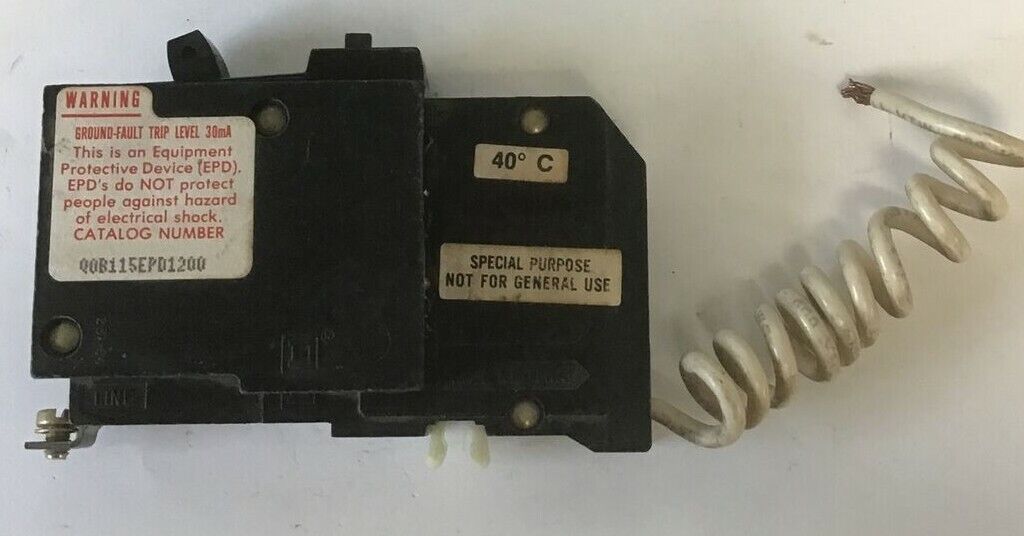 WARNING
GROUND-FAULT TRIP LEVEL 30mA
This is an Equipment
Protective Device (EPD).
EPD's do NOT protect
people against hazard
of electrical shock.
CATALOG NUMBER
QOB115EPD1200
40° C
SPECIAL PURPOSE
NOT FOR GENERAL USE
LINE